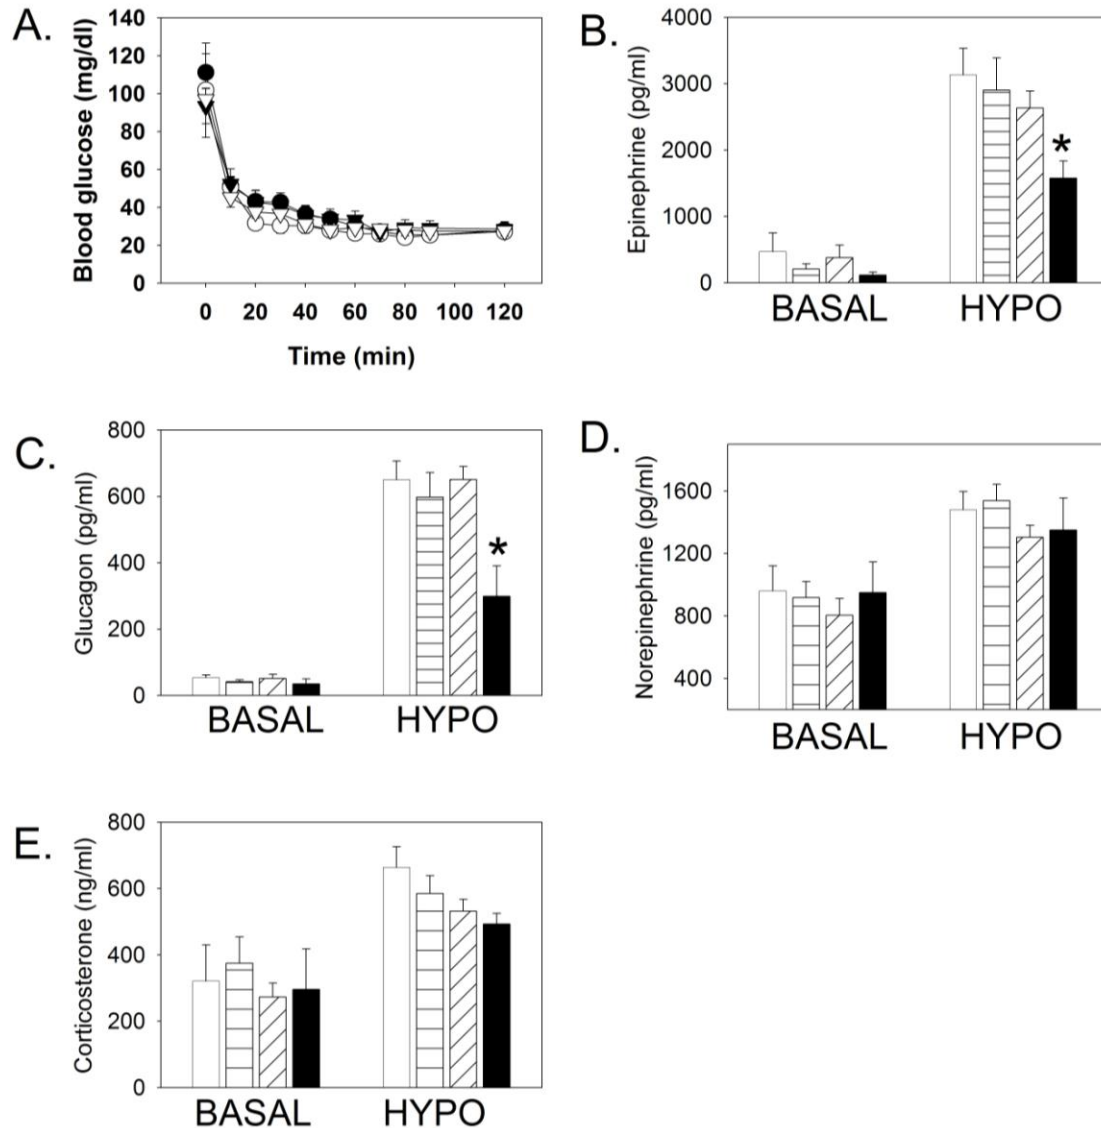 A.
Blood glucose (mg/dl)
140
120
100
80
60
40
20
0
0 20 40 60 80 100 120
Time (min)
B.
Epinephrine (pg/ml)
4000
3000
2000
1000
0
*
BASAL HYPO
C.
Glucagon (pg/ml)
800
600
400
200
0
*
BASAL HYPO
D.
Norepinephrine (pg/ml)
1600
1200
800
400
BASAL HYPO
E.
Corticosterone (ng/ml)
800
600
400
200
0
BASAL HYPO